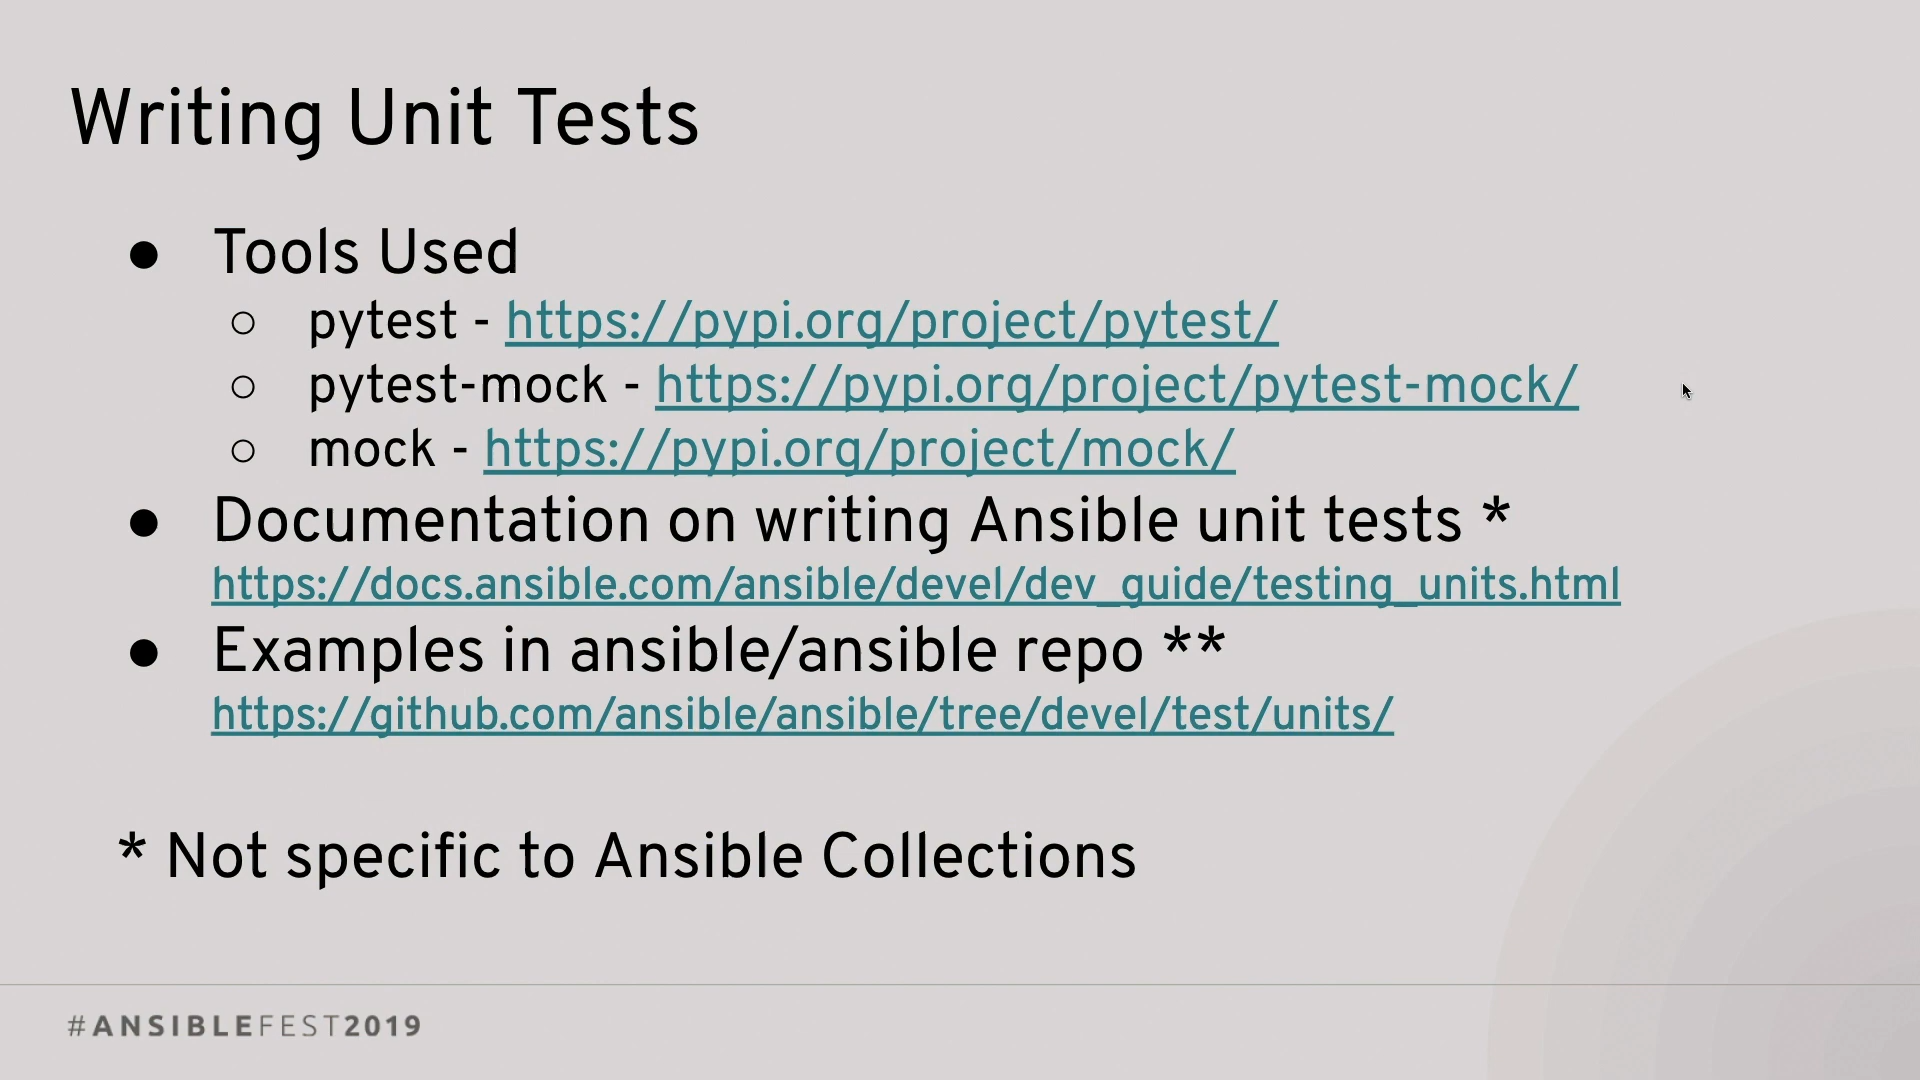 Writing Unit Tests
● Tools Used
○ pytest - https://pypi.org/project/pytest/
○ pytest-mock - https://pypi.org/project/pytest-mock/
○ mock - https://pypi.org/project/mock/
● Documentation on writing Ansible unit tests *
https://docs.ansible.com/ansible/devel/dev_guide/testing_units.html
● Examples in ansible/ansible repo **
https://github.com/ansible/ansible/tree/devel/test/units/
* Not specific to Ansible Collections
#ANSIBLEFEST2019